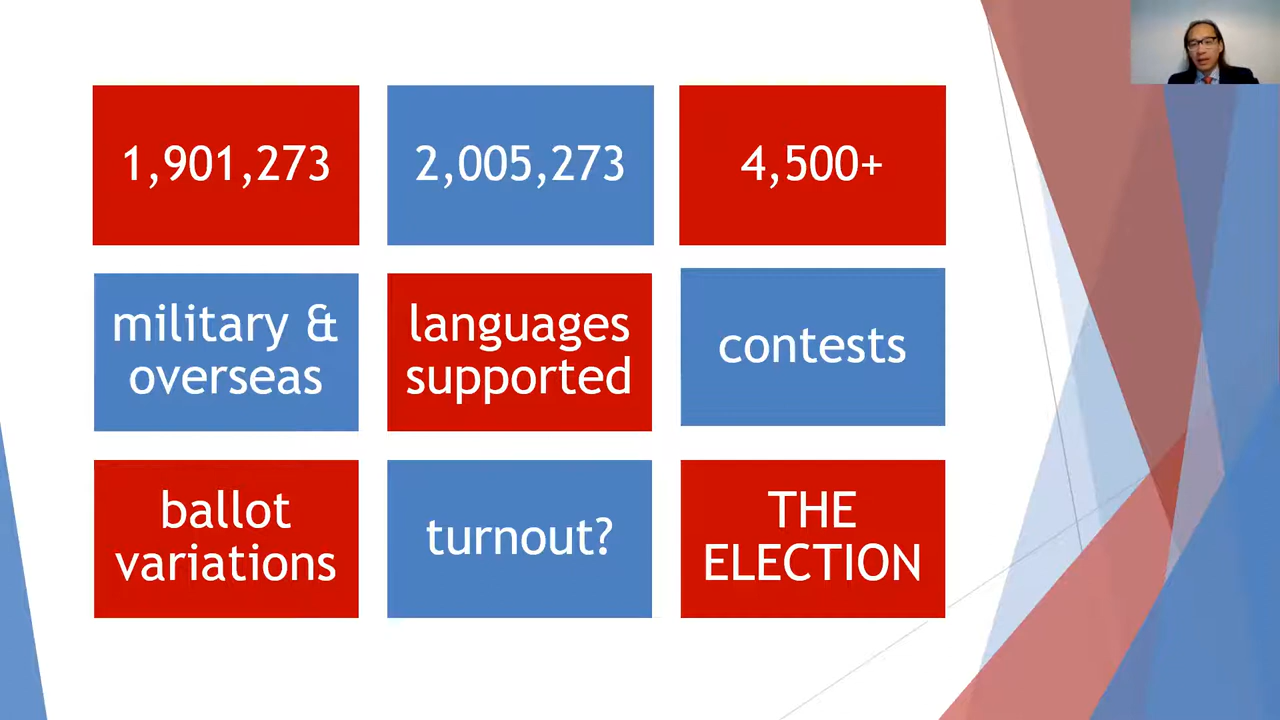 1,901,273
2,005,273
4,500+
military &
overseas
languages
supported
contests
ballot
variations
turnout?
THE
ELECTION